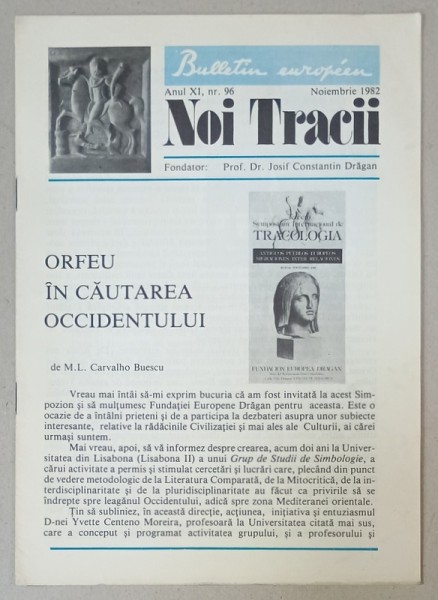 Bulletin européen
Anul XI, nr. 96 Noiembrie 1982
Noi Tracii
Fondator: Prof. Dr. Josif Constantin Drăgan
Symposium Internacional de
TRACOLOGIA
FUNDACION EUROPEA DRAGAN
ORFEU
ÎN CĂUTAREA
OCCIDENTULUI
de M.L. Carvalho Buescu
Vreau mai întâi să-mi exprim bucuria că am fost invitată la acest Sim-
pozion și să mulțumesc Fundației Europene Drăgan pentru aceasta. Este o
ocazie de a întâlni prieteni și de a participa la dezbateri asupra unor subiecte
interesante, relative la rădăcinile Civilizației și mai ales ale Culturii, ai cărei
urmași suntem.
Mai vreau, apoi, să vă informez despre crearea, acum doi ani la Univer-
sitatea din Lisabona (Lisabona II) a unui Grup de Studii de Simbologie, a
cărui activitate a permis și stimulat cercetări și lucrări care, plecând din punct
de vedere metodologic de la Literatura Comparată, de la Mitocritică, de la in-
terdisciplinaritate și de la pluridisciplinaritate au făcut ca privirile să se
îndrepte spre leagănul Occidentului, adică spre zona Mediteranei orientale.
Țin să subliniez, în această direcție, acțiunea, inițiativa și entuziasmul
D-nei Yvette Centeno Moreira, profesoară la Universitatea citată mai sus,
care a conceput și programat activitatea grupului, și a profesorului și